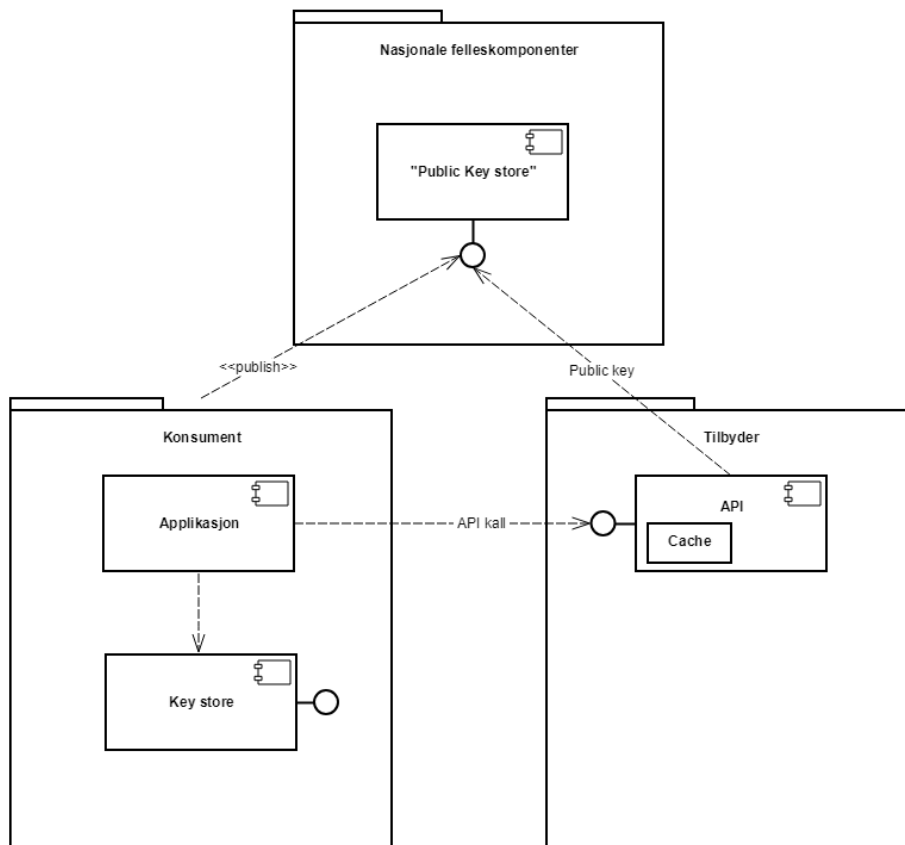 Nasjonale felleskomponenter
"Public Key store"
<<publish>>
Public key
Konsument
Tilbyder
Applikasjon
API kall
API
Cache
Key store